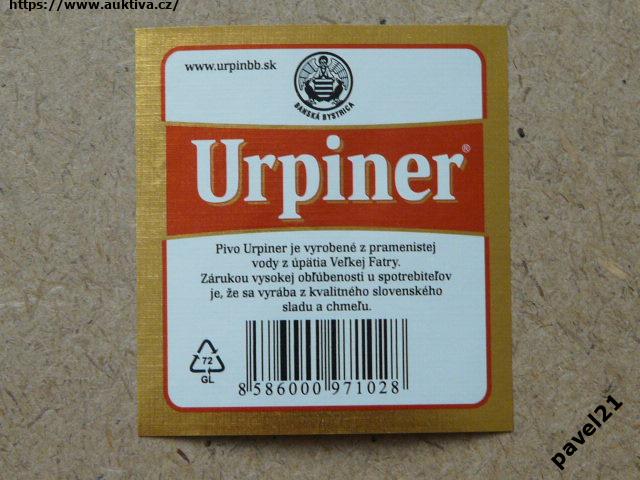 https://www.auktiva.cz/
www.urpinbb.sk
BANSKÁ BYSTRICA
Urpiner®
Pivo Urpiner je vyrobené z pramenistej
vody z úpätia Veľkej Fatry.
Zárukou vysokej obľúbenosti u spotrebiteľov
je, že sa vyrába z kvalitného slovenského
sladu a chmeľu.
72
GL
8 586000 971028
pavel21